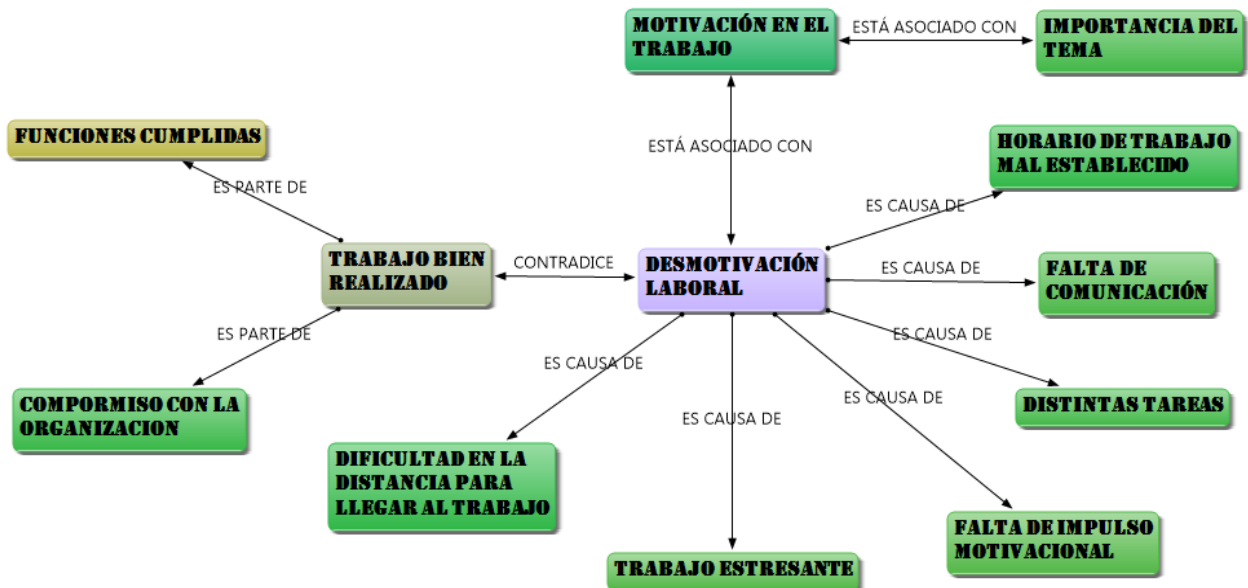 MOTIVACIÓN EN EL
TRABAJO
ESTÁ ASOCIADO CON
IMPORTANCIA DEL
TEMA
FUNCIONES CUMPLIDAS
ESTÁ ASOCIADO CON
HORARIO DE TRABAJO
MAL ESTABLECIDO
ES PARTE DE
ES CAUSA DE
TRABAJO BIEN
REALIZADO
CONTRADICE
DESMOTIVACIÓN
LABORAL
ES CAUSA DE
FALTA DE
COMUNICACIÓN
ES PARTE DE
ES CAUSA DE
ES CAUSA DE
ES CAUSA DE
ES CAUSA DE
COMPORMISO CON LA
ORGANIZACION
DISTINTAS TAREAS
DIFICULTAD EN LA
DISTANCIA PARA
LLEGAR AL TRABAJO
FALTA DE IMPULSO
MOTIVACIONAL
TRABAJO ESTRESANTE